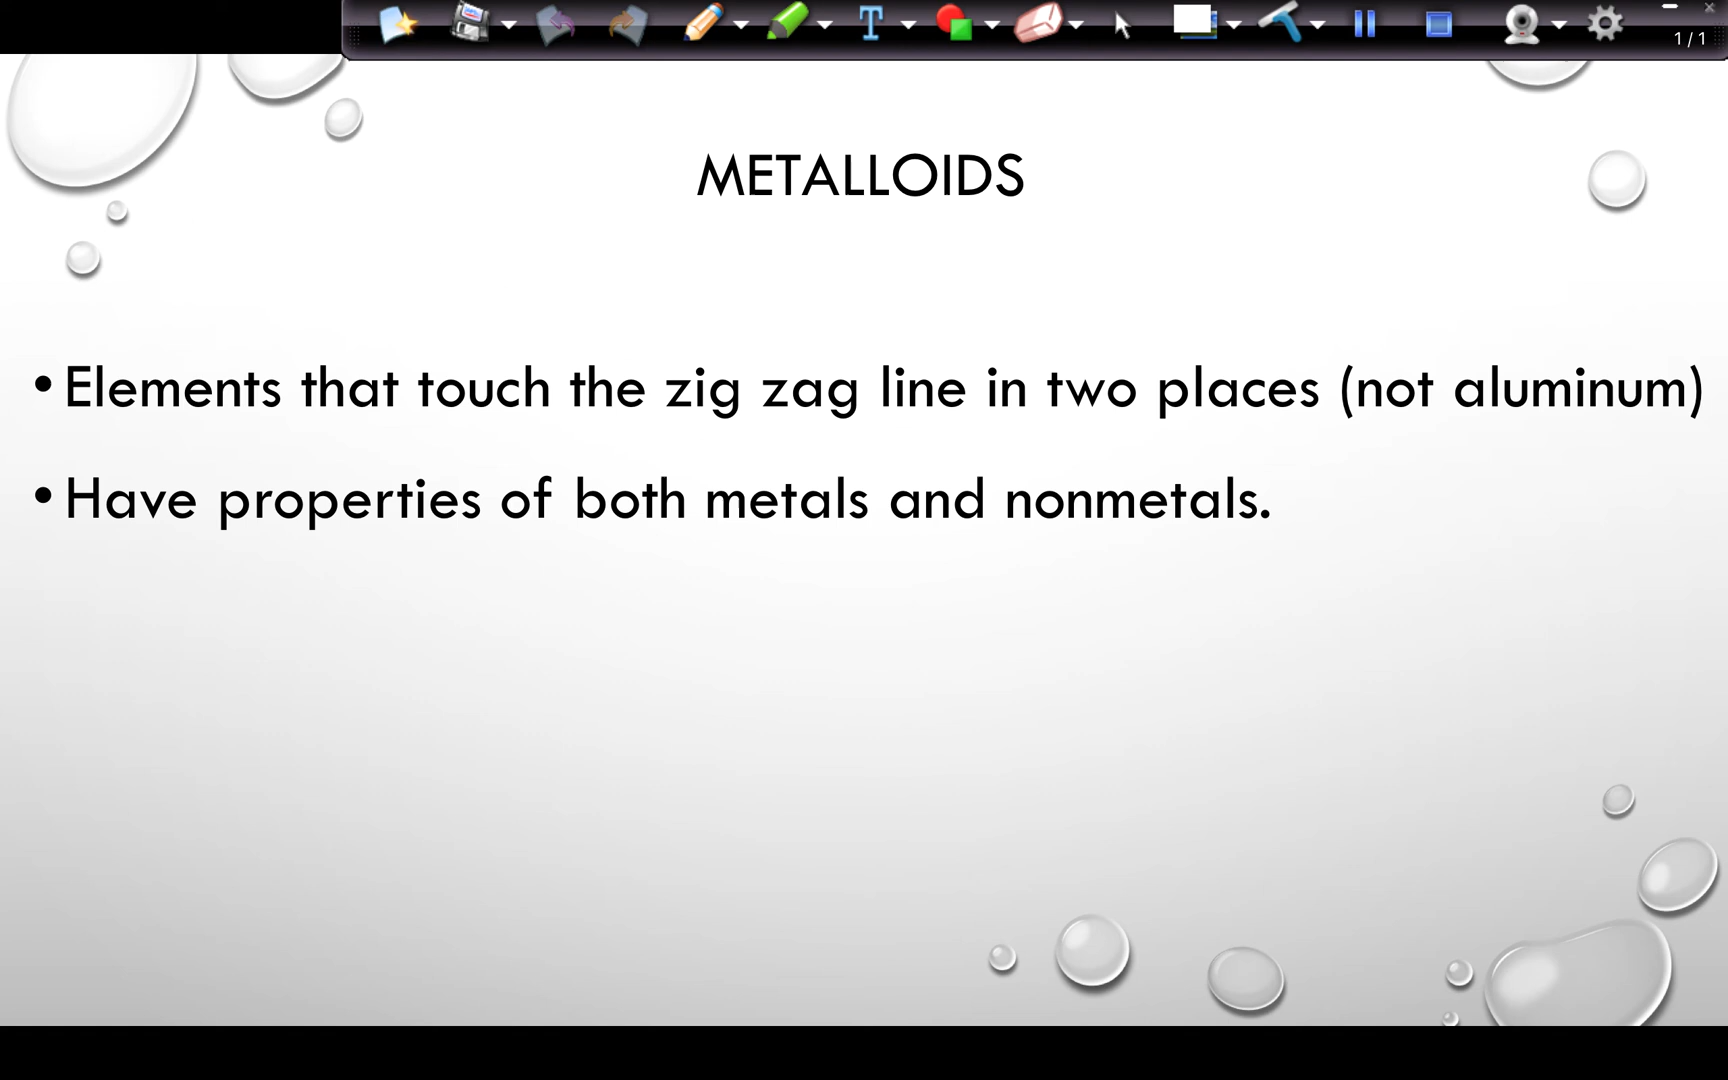 1 / 1
METALLOIDS
• Elements that touch the zig zag line in two places (not aluminum)
• Have properties of both metals and nonmetals.